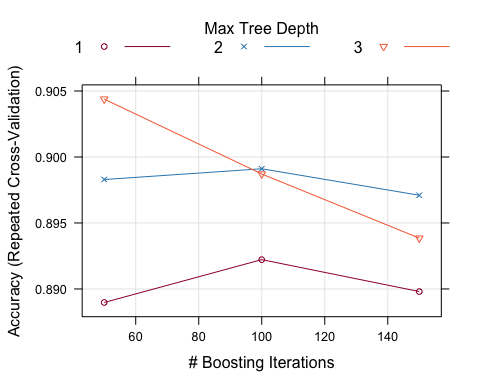 Max Tree Depth
1 2 3
Accuracy (Repeated Cross-Validation)
0.905
0.900
0.895
0.890
60 80 100 120 140
# Boosting Iterations